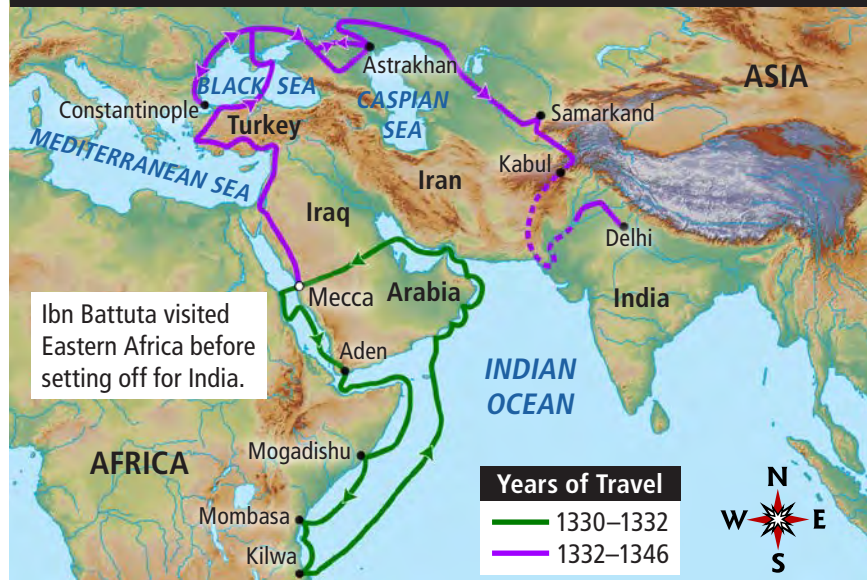 ASIA
Astrakhan
BLACK SEA
CASPIAN
SEA
Constantinople
Samarkand
Turkey
MEDITERRANEAN SEA
Kabul
Iran
Iraq
Delhi
Mecca
Arabia
India
Ibn Battuta visited
Eastern Africa before
setting off for India.
Aden
INDIAN
OCEAN
AFRICA
Mogadishu
Mombasa
Kilwa
Years of Travel
1330–1332
1332–1346
N
W E
S